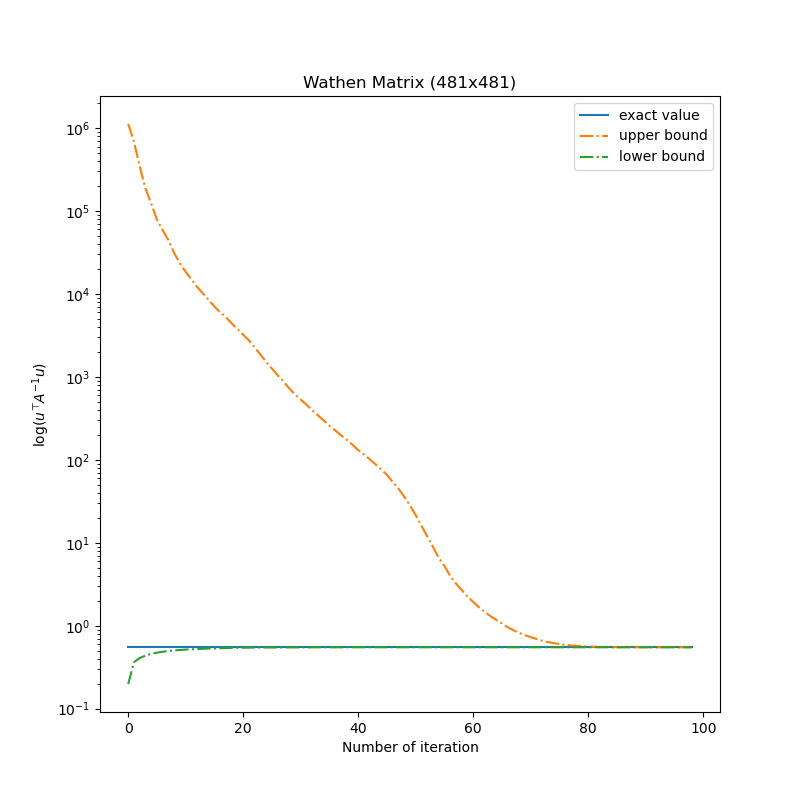 Wathen Matrix (481x481)
exact value
upper bound
lower bound
10⁶
10⁵
10⁴
10³
10²
10¹
10⁰
10⁻¹
log(u⊤A⁻¹u)
0 20 40 60 80 100
Number of iteration